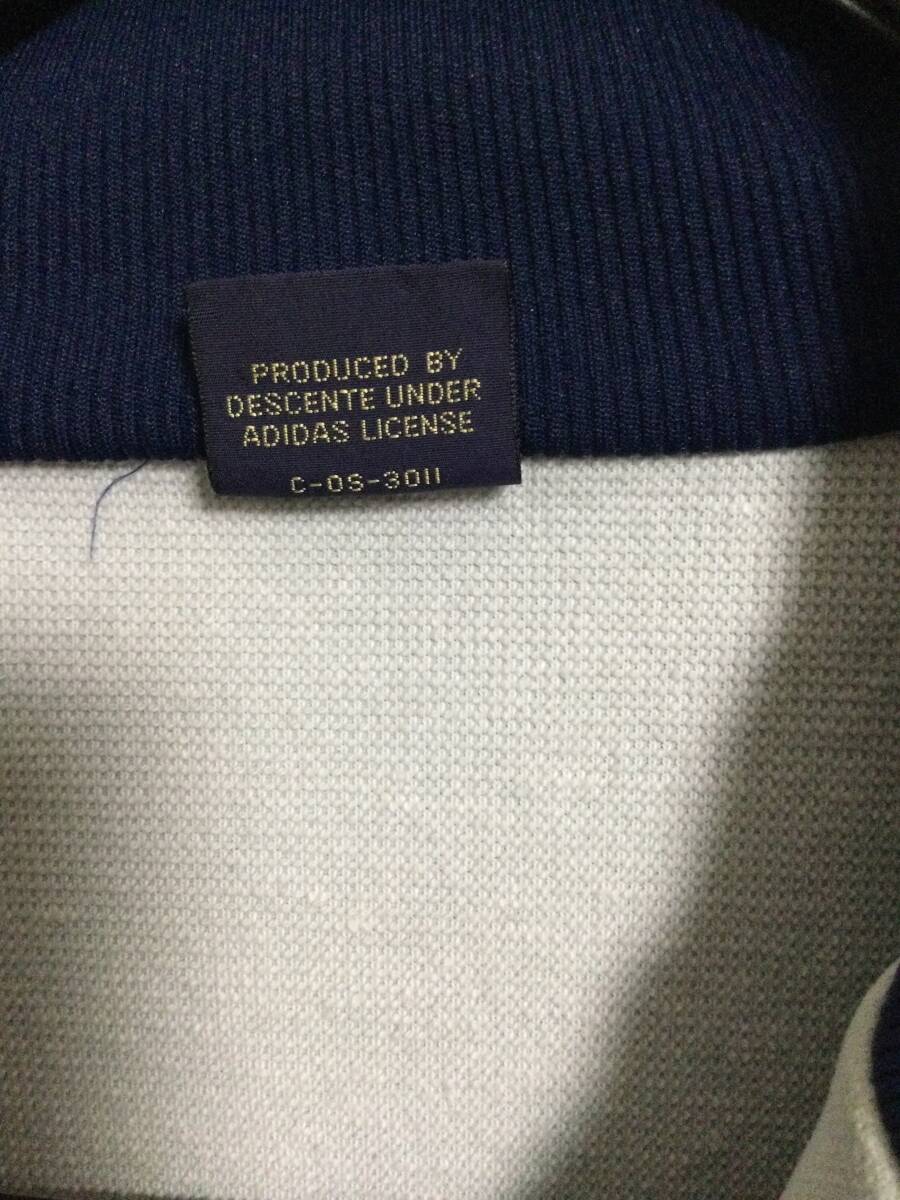 PRODUCED BY
DESCENTE UNDER
ADIDAS LICENSE
C-OS-3011